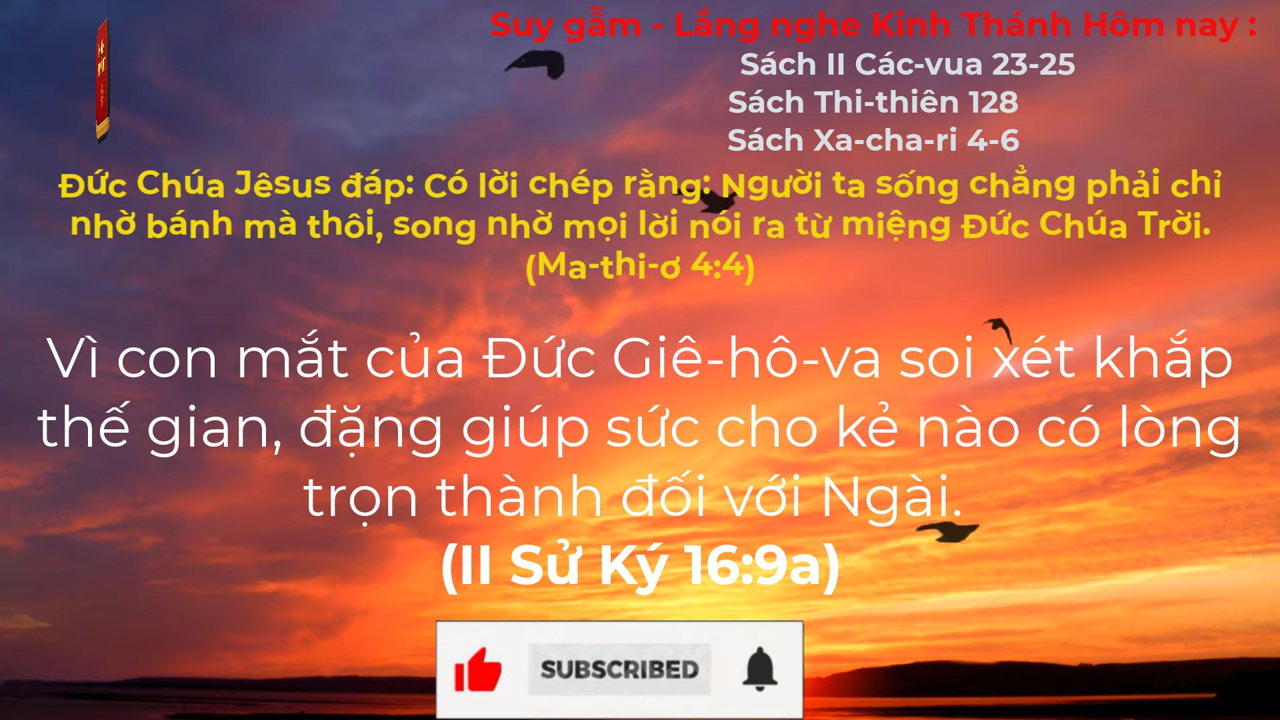 Suy gẫm - Lắng nghe Kinh Thánh Hôm nay :
Sách II Các-vua 23-25
Sách Thi-thiên 128
Sách Xa-cha-ri 4-6
Đức Chúa Jêsus đáp: Có lời chép rằng: Người ta sống chẳng phải chỉ
nhờ bánh mà thôi, song nhờ mọi lời nói ra từ miệng Đức Chúa Trời.
(Ma-thi-ơ 4:4)
Vì con mắt của Đức Giê-hô-va soi xét khắp
thế gian, đặng giúp sức cho kẻ nào có lòng
trọn thành đối với Ngài.
(II Sử Ký 16:9a)
SUBSCRIBED